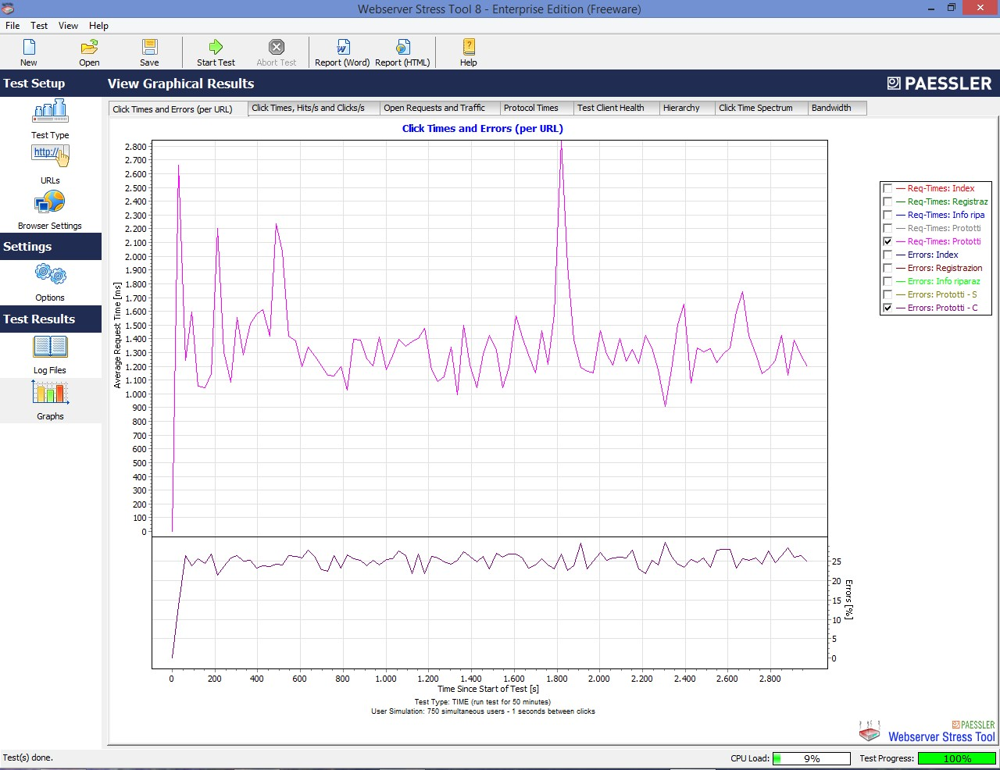 Webserver Stress Tool 8 - Enterprise Edition (Freeware)
File Test View Help
New Open Save Start Test Abort Test Report (Word) Report (HTML) Help
Test Setup
View Graphical Results
PAESSLER
Test Type
http://
URLs
Browser Settings
Settings
Options
Test Results
Log Files
Graphs
Click Times and Errors (per URL) Click Times, Hits/s and Clicks/s Open Requests and Traffic Protocol Times Test Client Health Hierarchy Click Time Spectrum Bandwidth
Click Times and Errors (per URL)
2.800
2.700
2.600
2.500
2.400
2.300
2.200
2.100
2.000
1.900
1.800
1.700
1.600
1.500
1.400
1.300
1.200
1.100
1.000
900
800
700
600
500
400
300
200
100
0
Average Request Time [ms]
Req-Times: Index
Req-Times: Registraz
Req-Times: Info ripa
Req-Times: Prototti
Req-Times: Prototti
Errors: Index
Errors: Registrazion
Errors: Info riparaz
Errors: Prototti - S
Errors: Prototti - C
25
20
15
10
5
0
Errors [%]
0 200 400 600 800 1.000 1.200 1.400 1.600 1.800 2.000 2.200 2.400 2.600 2.800
Time Since Start of Test [s]
Test Type: TIME (run test for 50 minutes)
User Simulation: 750 simultaneous users - 1 seconds between clicks
PAESSLER
Webserver Stress Tool
Test(s) done.
CPU Load: 9% Test Progress: 100%